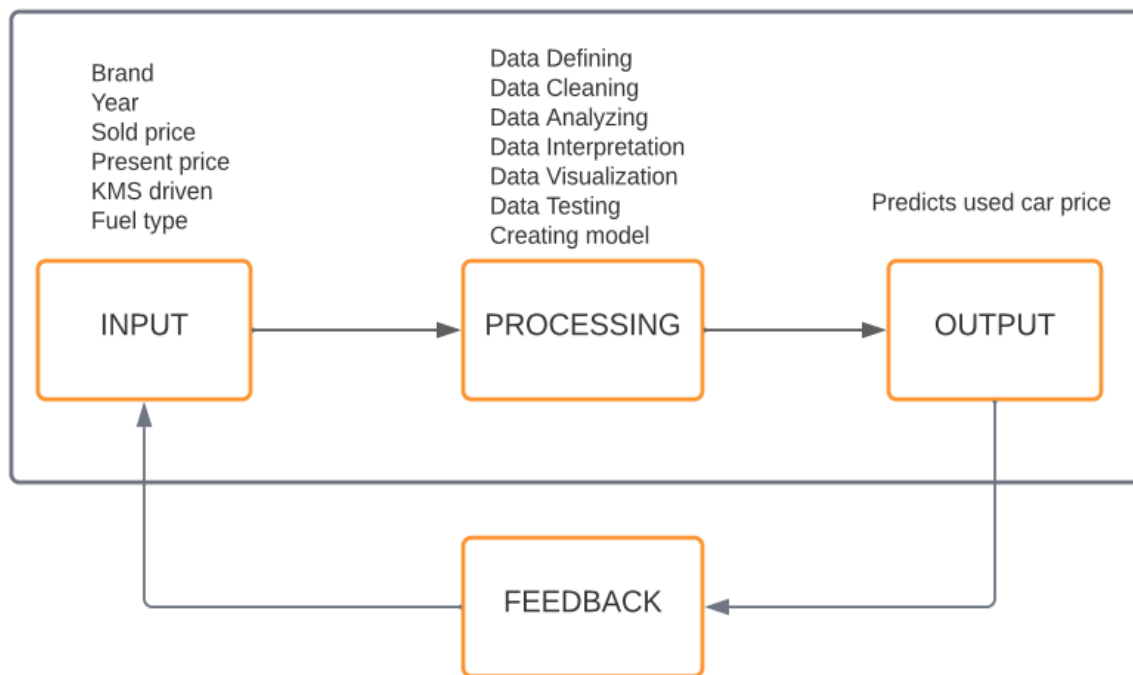 Brand
Year
Sold price
Present price
KMS driven
Fuel type
INPUT
Data Defining
Data Cleaning
Data Analyzing
Data Interpretation
Data Visualization
Data Testing
Creating model
PROCESSING
Predicts used car price
OUTPUT
FEEDBACK